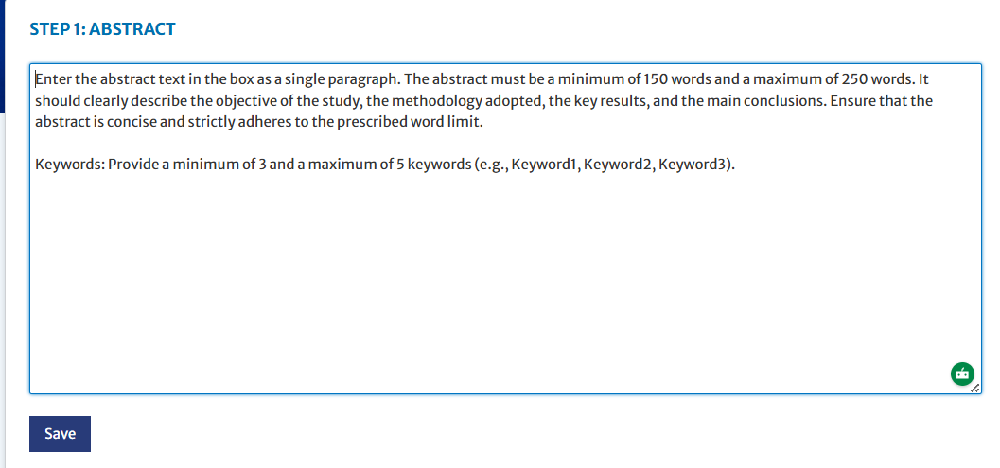 STEP 1: ABSTRACT
Enter the abstract text in the box as a single paragraph. The abstract must be a minimum of 150 words and a maximum of 250 words. It
should clearly describe the objective of the study, the methodology adopted, the key results, and the main conclusions. Ensure that the
abstract is concise and strictly adheres to the prescribed word limit.
Keywords: Provide a minimum of 3 and a maximum of 5 keywords (e.g., Keyword1, Keyword2, Keyword3).
Save